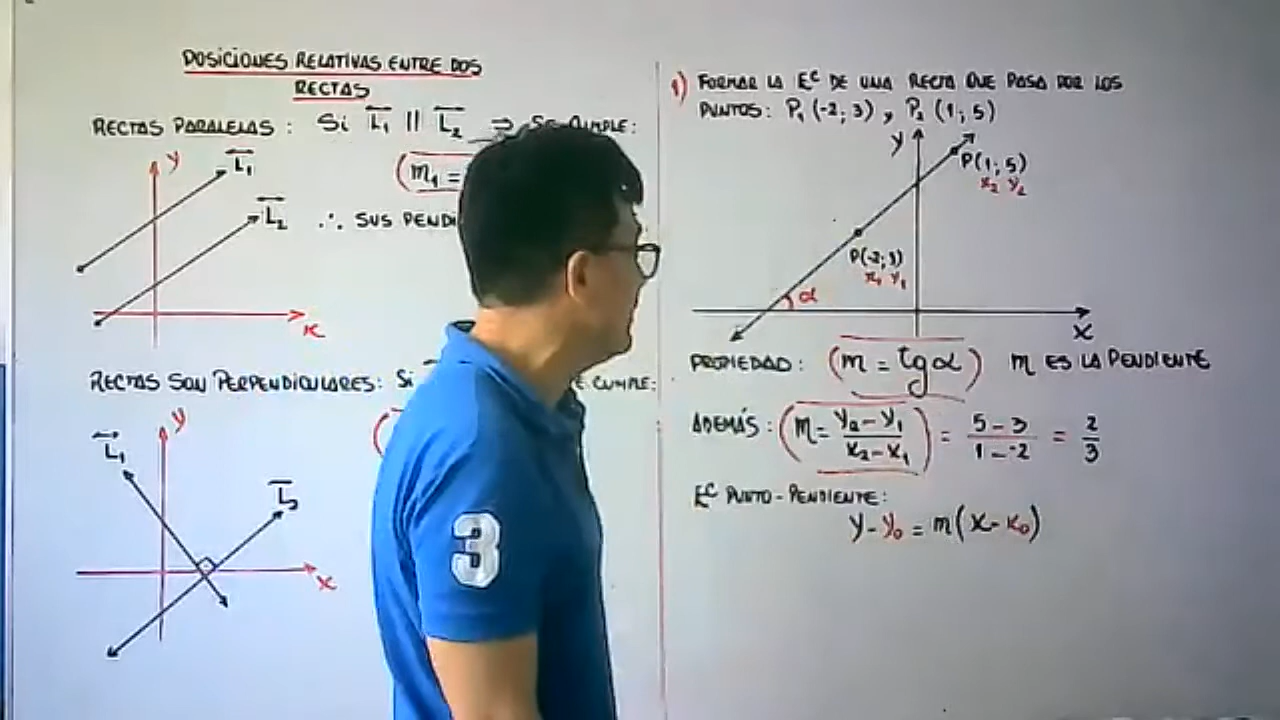 POSICIONES RELATIVAS ENTRE DOS
RECTAS
RECTAS PARALELAS: Si L₁ || L₂ ⇒ SE CUMPLE:
(m₁ =
∴ SUS
y
L₁
L₂
x
RECTAS SON PERPENDICULARES: Si CUMPLE:
y
L₁
L₂
x
3
1) FORMAR LA Eᶜ DE UNA RECTA QUE PASA POR LOS
PUNTOS: P₁ (-2; 3) , P₂ (1; 5)
y
P(1; 5)
x₂ y₂
P(-2; 3)
x₁ y₁
α
x
PROPIEDAD: (m = tgα) m ES LA PENDIENTE
ADEMÁS: (m = y₂ - y₁ / x₂ - x₁) = 5 - 3 / 1 - -2 = 2 / 3
Eᶜ PUNTO - PENDIENTE:
y - y₀ = m(x - x₀)